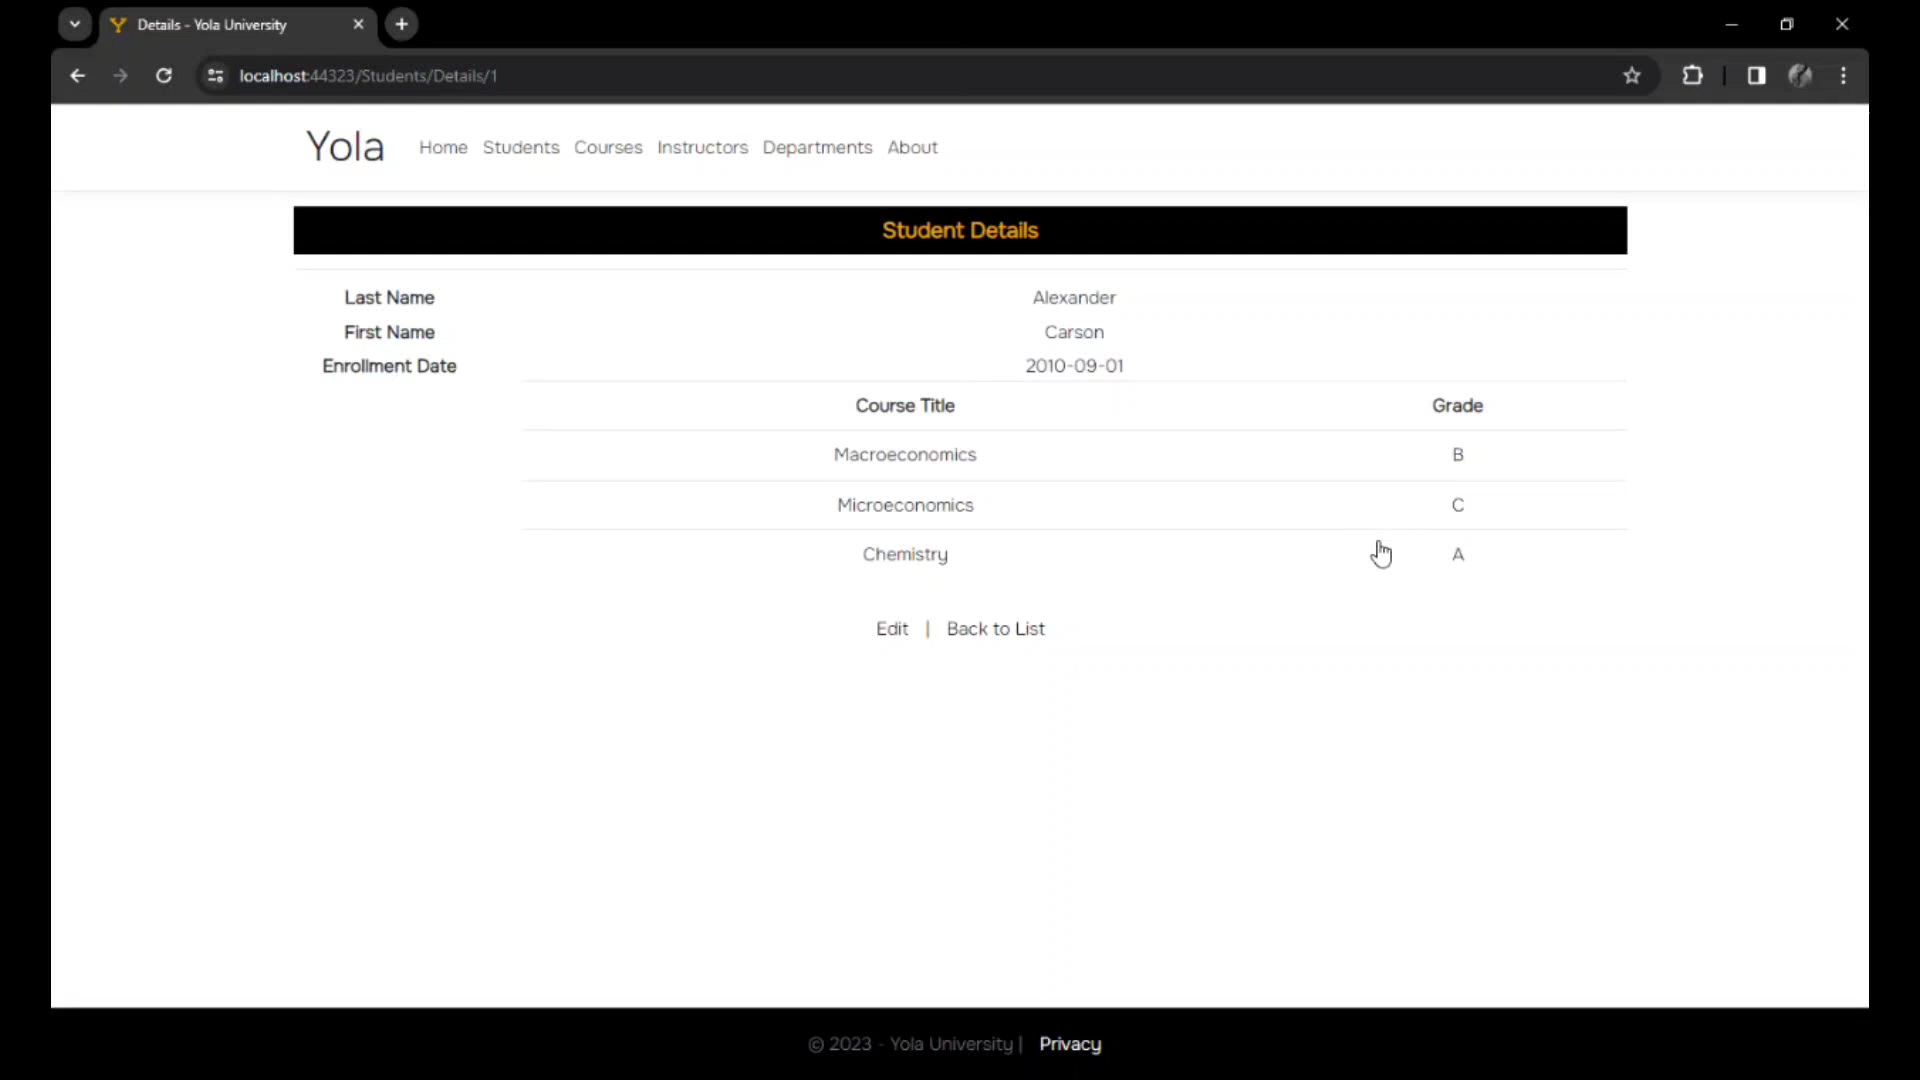 Details - Yola University
localhost:44323/Students/Details/1
Yola Home Students Courses Instructors Departments About
Student Details
Last Name Alexander
First Name Carson
Enrollment Date 2010-09-01
Course Title Grade
Macroeconomics B
Microeconomics C
Chemistry A
Edit | Back to List
© 2023 - Yola University | Privacy